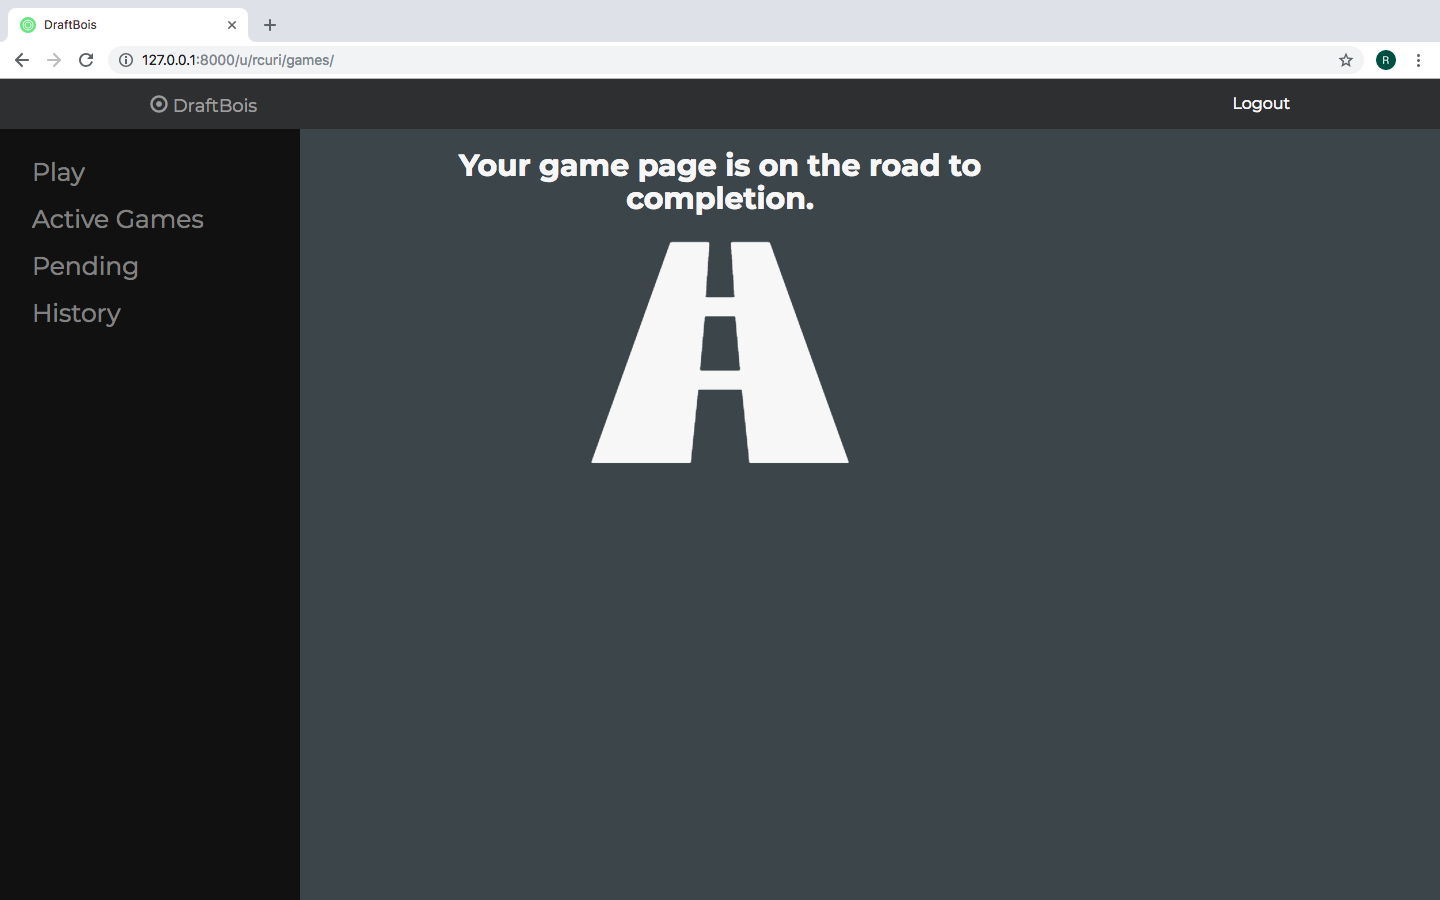 DraftBois
127.0.0.1:8000/u/rcuri/games/
R
DraftBois
Logout
Play
Active Games
Pending
History
Your game page is on the road to
completion.